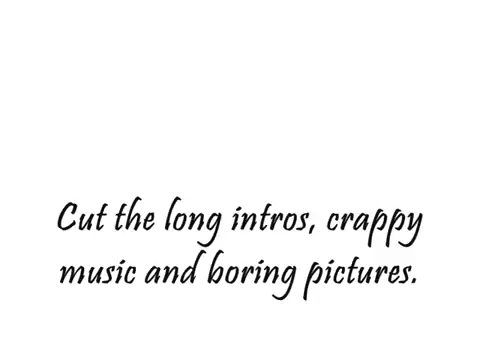 Cut the long intros, crappy
music and boring pictures.